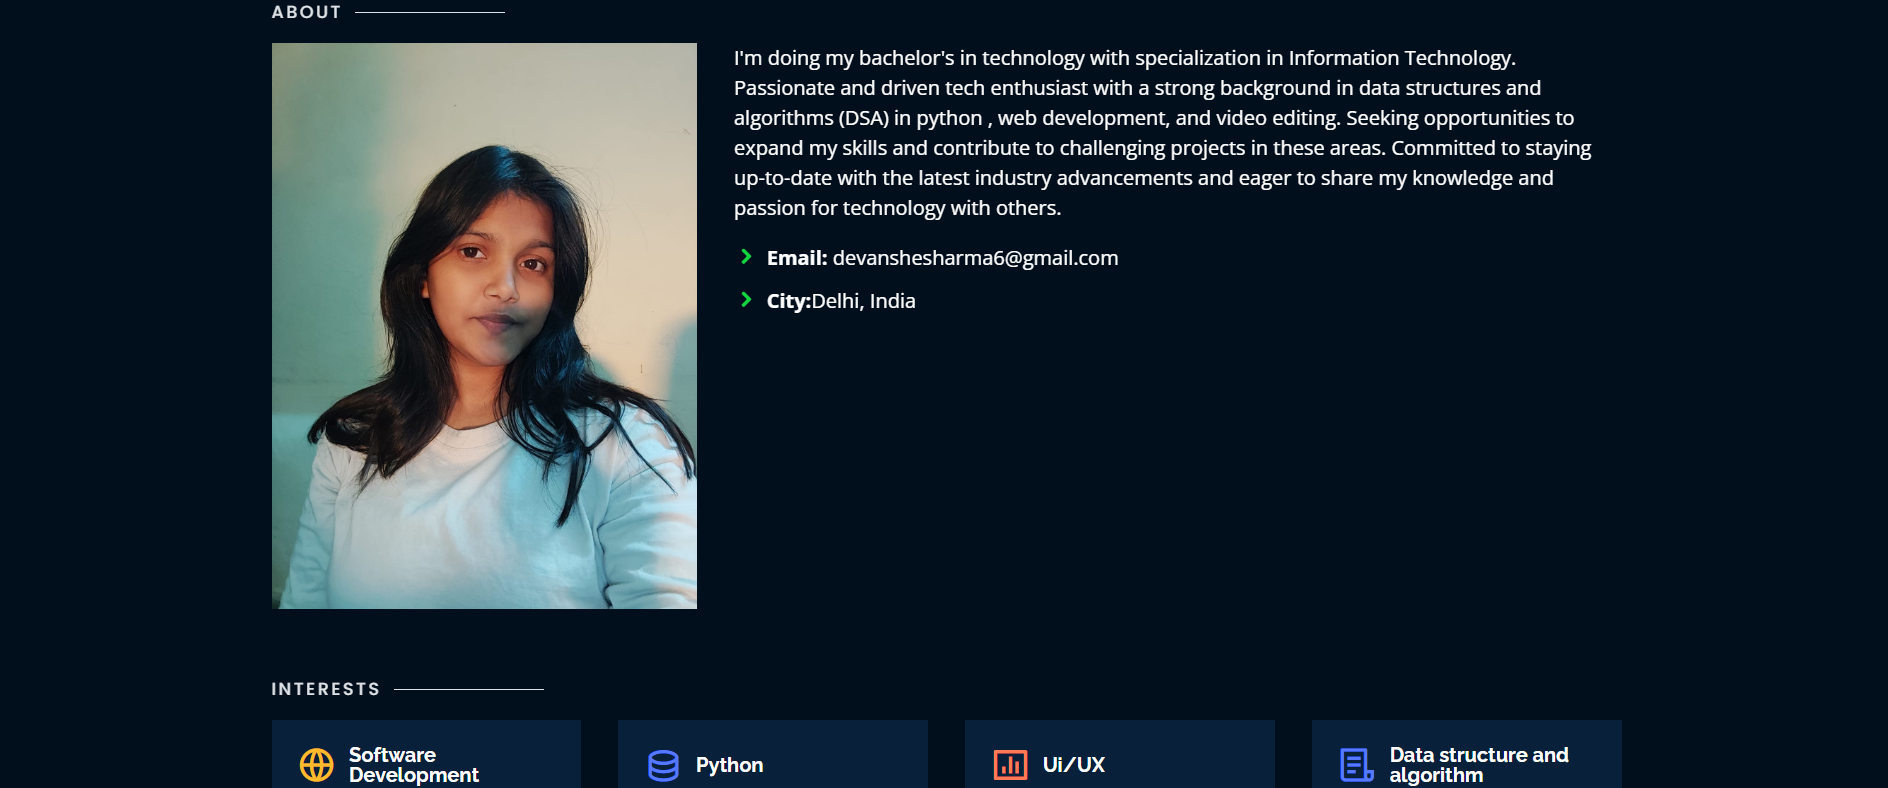 ABOUT
I'm doing my bachelor's in technology with specialization in Information Technology.
Passionate and driven tech enthusiast with a strong background in data structures and
algorithms (DSA) in python , web development, and video editing. Seeking opportunities to
expand my skills and contribute to challenging projects in these areas. Committed to staying
up-to-date with the latest industry advancements and eager to share my knowledge and
passion for technology with others.
Email: devanshesharma6@gmail.com
City:Delhi, India
INTERESTS
Software
Development
Python
Ui/UX
Data structure and
algorithm